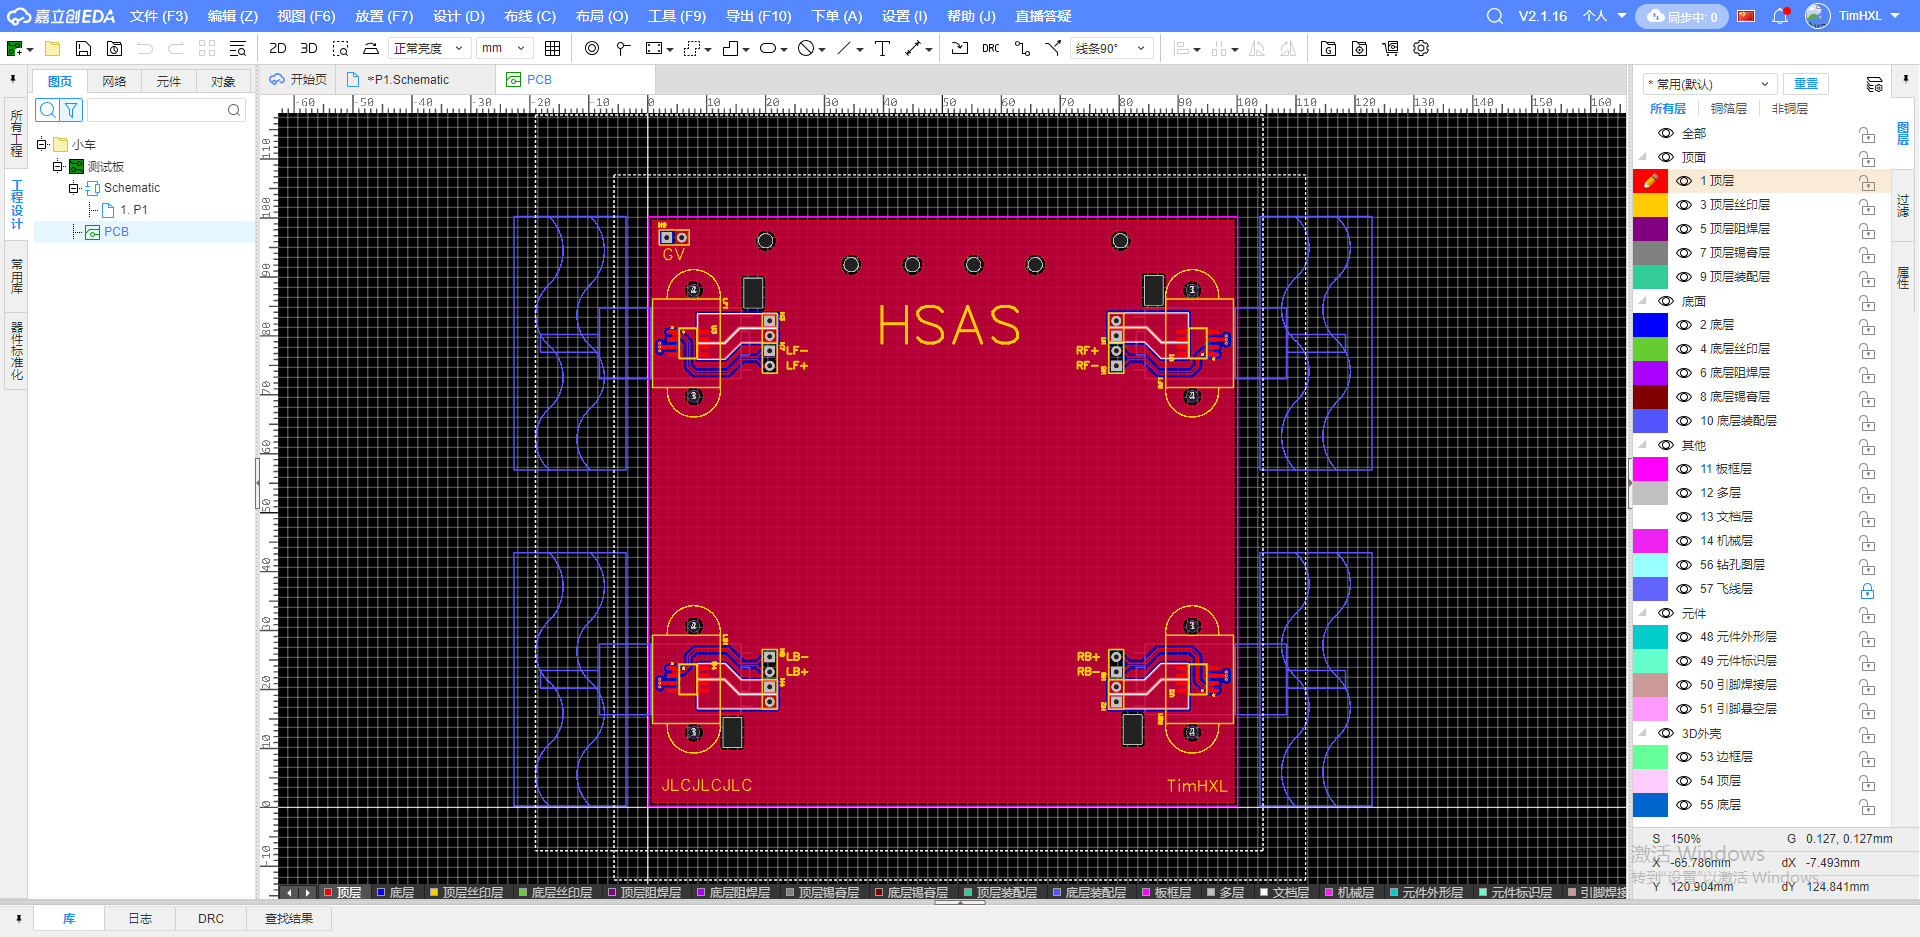 嘉立创EDA 文件 (F3) 编辑 (Z) 视图 (F6) 放置 (F7) 设计 (D) 布线 (C) 布局 (O) 工具 (F9) 导出 (F10) 下单 (A) 设置 (I) 帮助 (J) 直播答疑 V2.1.16 个人 同步中: 0 TimHXL
2D 3D 正常亮度 mm DRC 线条90°
图页 网络 元件 对象
开始页 *P1.Schematic PCB
所有工程
工程设计
常用库
器件标准化
小车
测试板
Schematic
1. P1
PCB
-60 -50 -40 -30 -20 -10 0 10 20 30 40 50 60 70 80 90 100 110 120 130 140 150 160
110
100
90
80
70
60
50
40
30
20
10
0
-10
GV
HSAS
LF-
LF+
RF+
RF-
LB-
LB+
RB+
RB-
JLCJLCJLC
TimHXL
* 常用(默认) 重置
所有层 铜箔层 非铜层
图层
过滤
属性
全部
顶面
1 顶层
3 顶层丝印层
5 顶层阻焊层
7 顶层锡膏层
9 顶层装配层
底面
2 底层
4 底层丝印层
6 底层阻焊层
8 底层锡膏层
10 底层装配层
其他
11 板框层
12 多层
13 文档层
14 机械层
56 钻孔图层
57 飞线层
元件
48 元件外形层
49 元件标识层
50 引脚焊接层
51 引脚悬空层
3D外壳
53 边框层
54 顶层
55 底层
S 150% G 0.127, 0.127mm
X -65.786mm dX -7.493mm
Y 120.904mm dY 124.841mm
激活 Windows
转到"设置"以激活 Windows。
顶层 底层 顶层丝印层 底层丝印层 顶层阻焊层 底层阻焊层 顶层锡膏层 底层锡膏层 顶层装配层 底层装配层 板框层 多层 文档层 机械层 元件外形层 元件标识层 引脚焊接
库 日志 DRC 查找结果